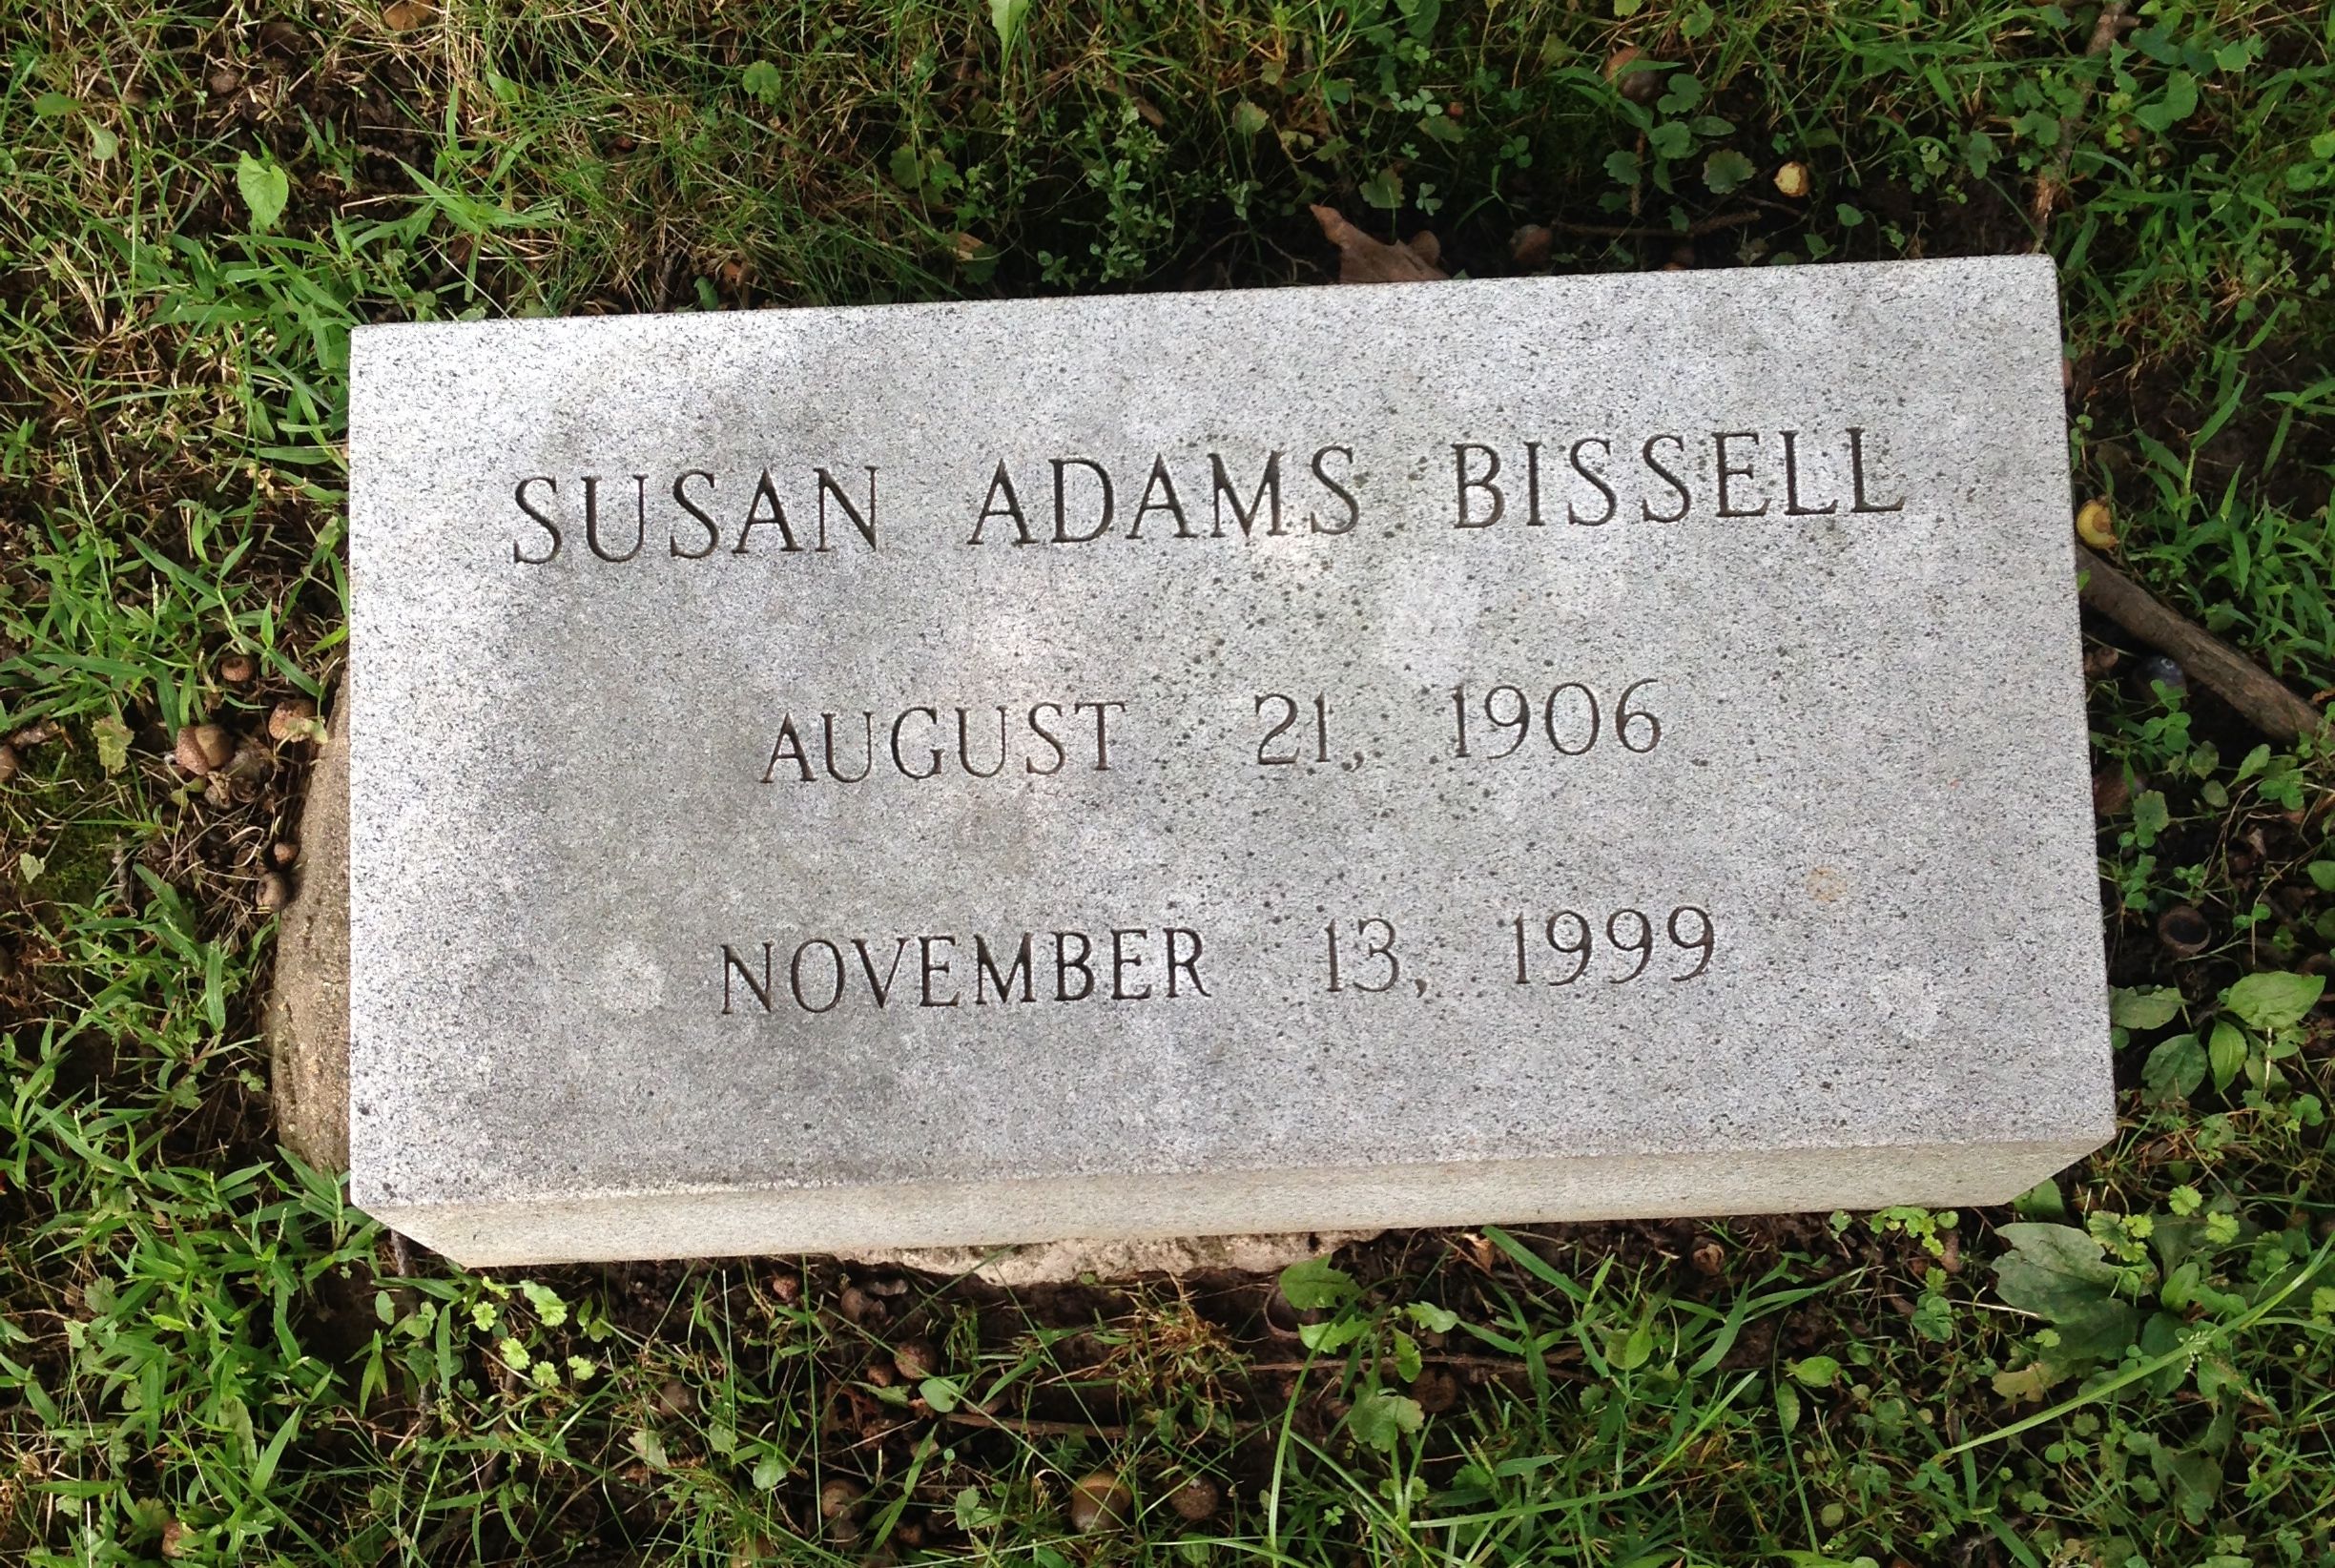 SUSAN ADAMS BISSELL
AUGUST 21, 1906
NOVEMBER 13, 1999